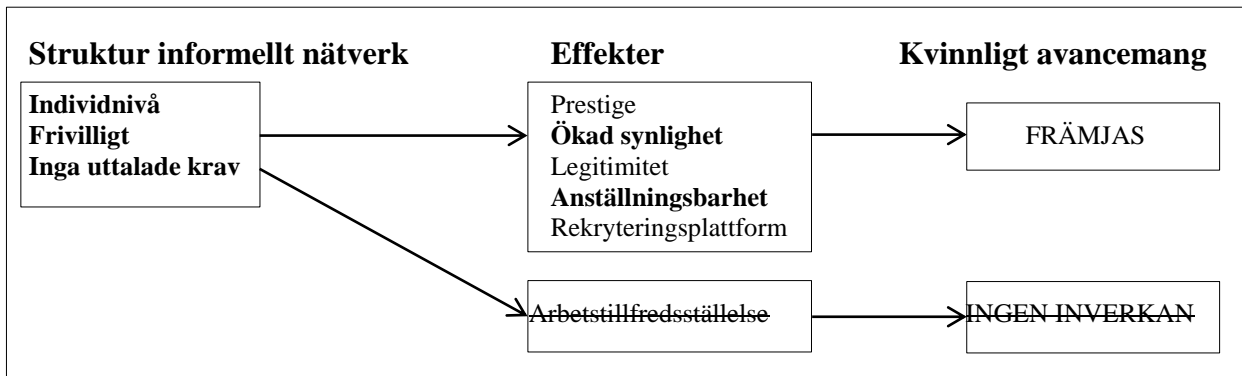 Struktur informellt nätverk
Effekter
Kvinnligt avancemang
Individnivå
Frivilligt
Inga uttalade krav
Prestige
Ökad synlighet
Legitimitet
Anställningsbarhet
Rekryteringsplattform
FRÄMJAS
Arbetstillfredsställelse
INGEN INVERKAN